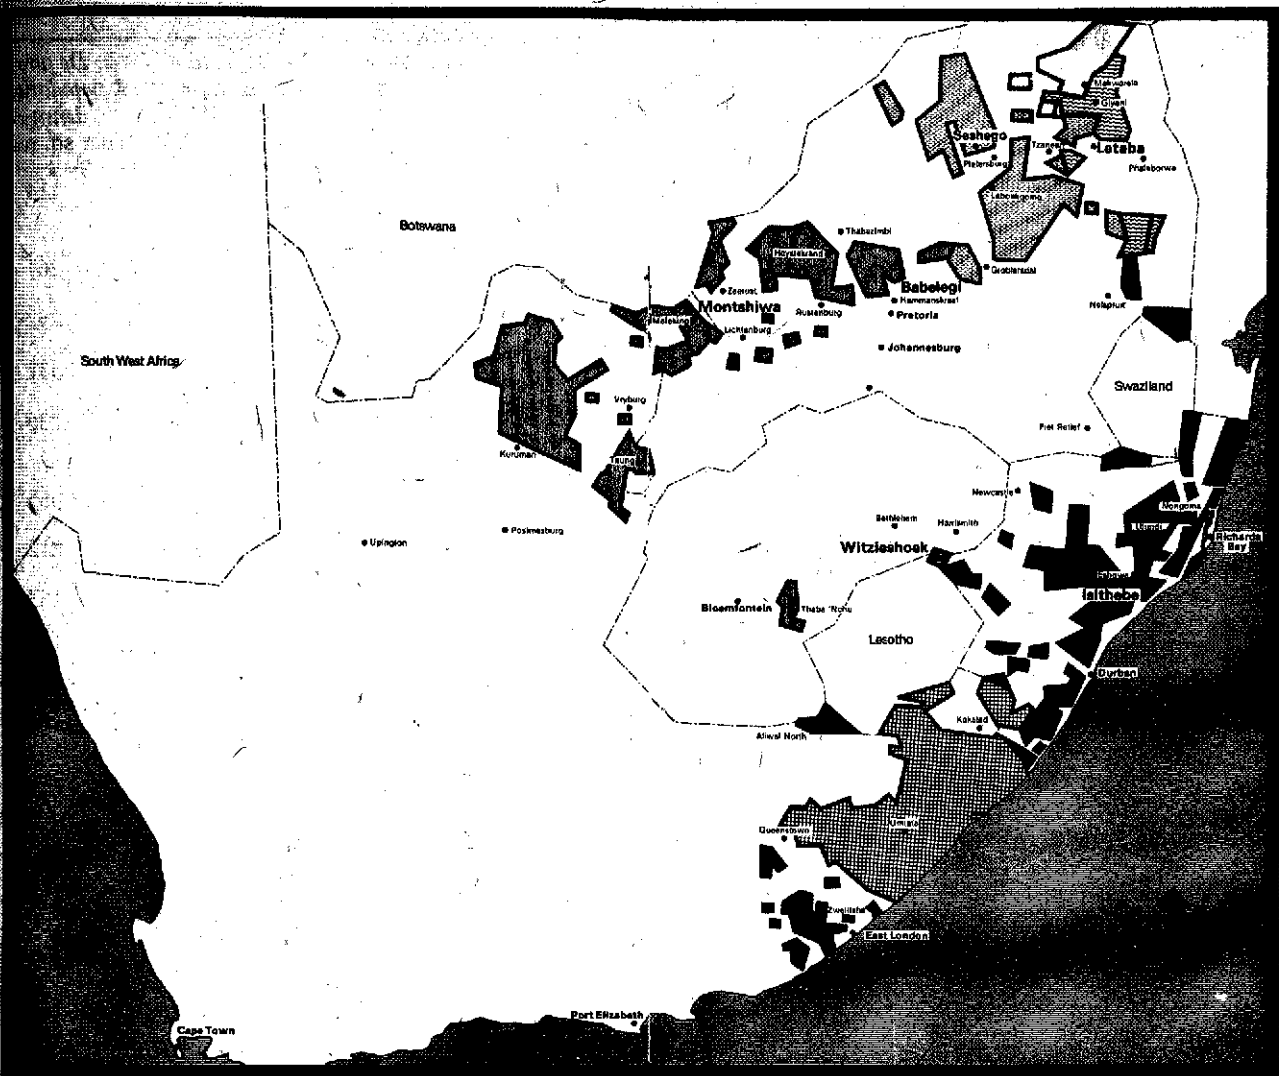 Makwarela
Giyani
Seshego
Tzaneen
Letaba
Pietersburg
Phalaborwa
Lebowakgomo
Botswana
Thabazimbi
Groblersdal
Babelegi
Zeerust
Hammanskraal
Montshiwa
Nelspruit
Rustenburg
Pretoria
Mafeking
Lichtenburg
Johannesburg
South West Africa
Swaziland
Vryburg
Piet Retief
Kuruman
Taung
Newcastle
Nongoma
Bethlehem
Harrismith
Ulundi
Postmasburg
Upington
Richards
Bay
Witzieshoek
Isithebe
Bloemfontein
Thaba 'Nchu
Lesotho
Durban
Kokstad
Aliwal North
Umtata
Queenstown
Zwelitsha
East London
Port Elizabeth
Cape Town